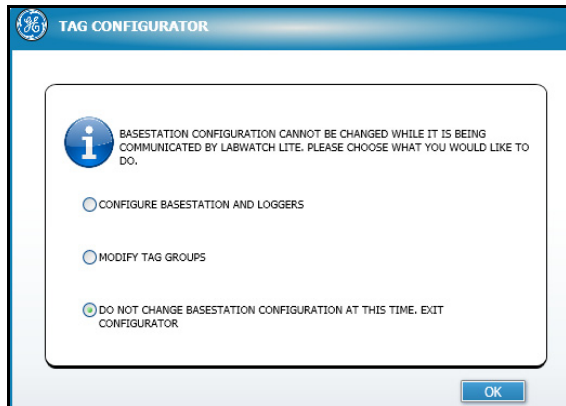 TAG CONFIGURATOR
BASESTATION CONFIGURATION CANNOT BE CHANGED WHILE IT IS BEING
COMMUNICATED BY LABWATCH LITE. PLEASE CHOOSE WHAT YOU WOULD LIKE TO
DO.
CONFIGURE BASESTATION AND LOGGERS
MODIFY TAG GROUPS
DO NOT CHANGE BASESTATION CONFIGURATION AT THIS TIME. EXIT
CONFIGURATOR
OK